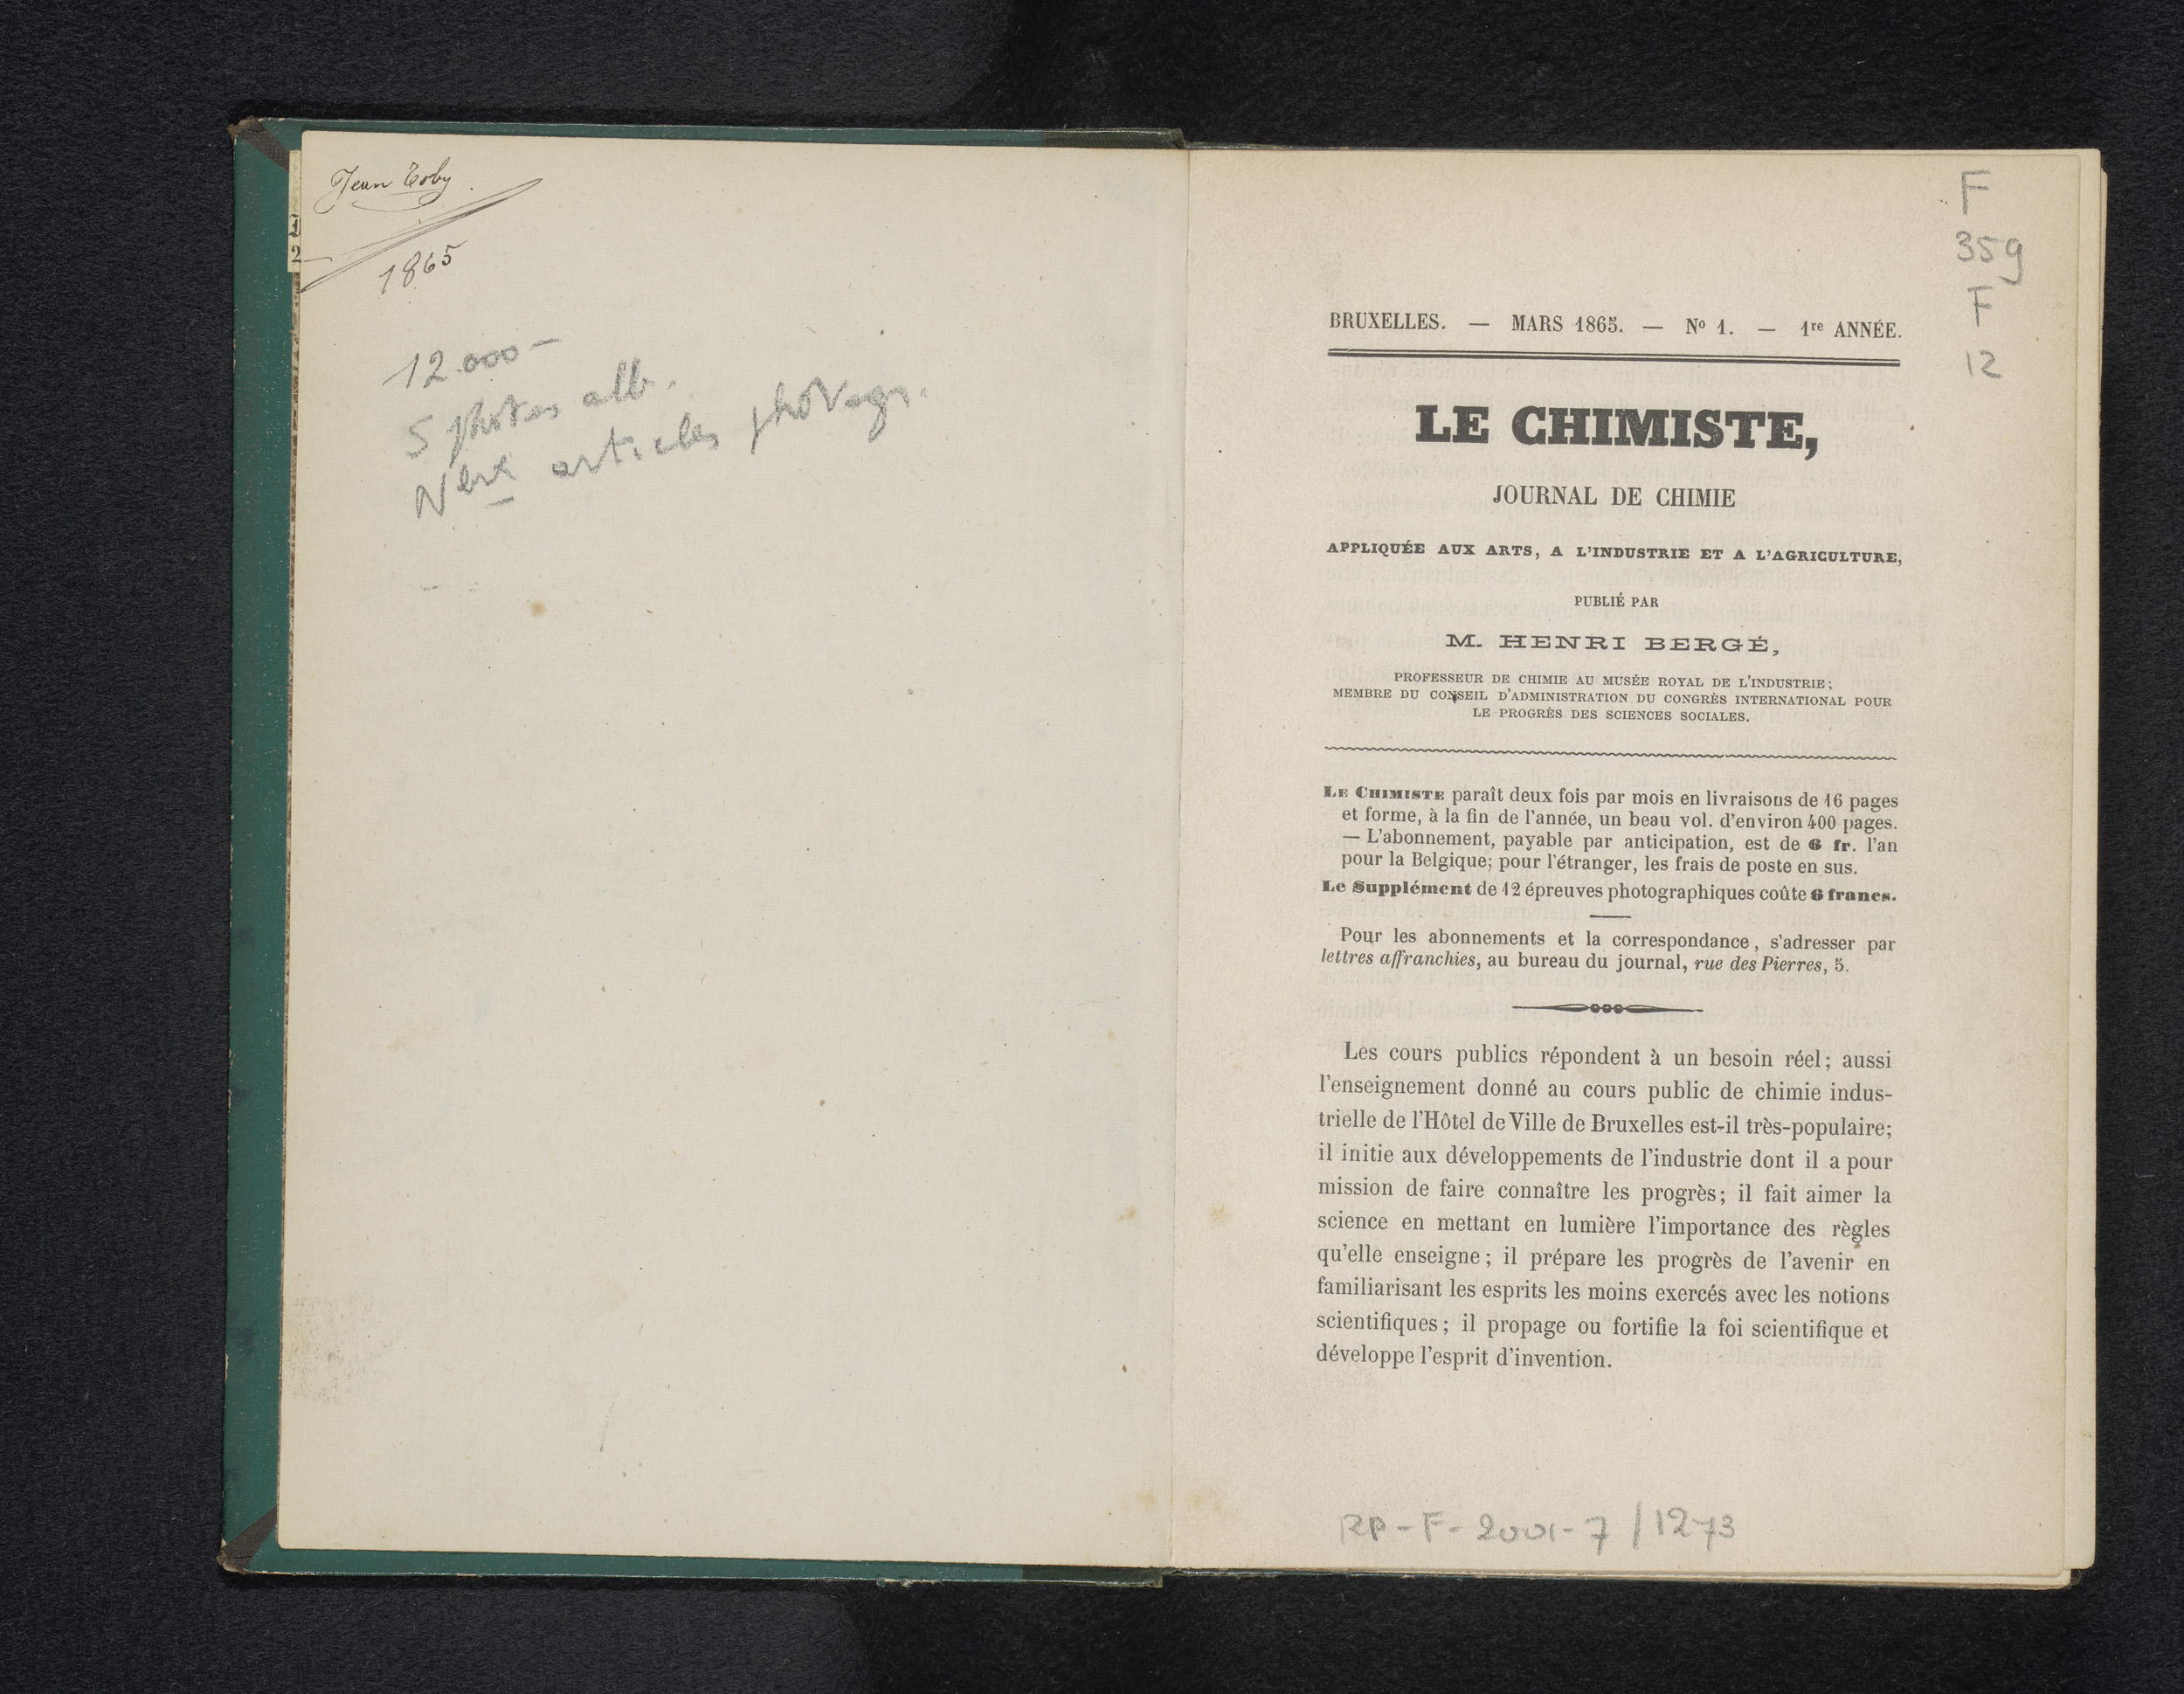 Jean Toby
1865
12.000 -
5 photos alb.
Nbrx articles photogr.
F
359
F
12
BRUXELLES. — MARS 1865. — No 1. — 1re ANNÉE.
LE CHIMISTE,
JOURNAL DE CHIMIE
APPLIQUÉE AUX ARTS, A L'INDUSTRIE ET A L'AGRICULTURE,
PUBLIÉ PAR
M. HENRI BERGÉ,
PROFESSEUR DE CHIMIE AU MUSÉE ROYAL DE L'INDUSTRIE;
MEMBRE DU CONSEIL D'ADMINISTRATION DU CONGRÈS INTERNATIONAL POUR
LE PROGRÈS DES SCIENCES SOCIALES.
LE CHIMISTE paraît deux fois par mois en livraisons de 16 pages
et forme, à la fin de l'année, un beau vol. d'environ 400 pages.
— L'abonnement, payable par anticipation, est de 6 fr. l'an
pour la Belgique; pour l'étranger, les frais de poste en sus.
Le Supplément de 12 épreuves photographiques coûte 6 francs.
Pour les abonnements et la correspondance, s'adresser par
lettres affranchies, au bureau du journal, rue des Pierres, 5.
Les cours publics répondent à un besoin réel; aussi
l'enseignement donné au cours public de chimie indus-
trielle de l'Hôtel de Ville de Bruxelles est-il très-populaire;
il initie aux développements de l'industrie dont il a pour
mission de faire connaître les progrès; il fait aimer la
science en mettant en lumière l'importance des règles
qu'elle enseigne; il prépare les progrès de l'avenir en
familiarisant les esprits les moins exercés avec les notions
scientifiques; il propage ou fortifie la foi scientifique et
développe l'esprit d'invention.
RP-F-2001-7/1273